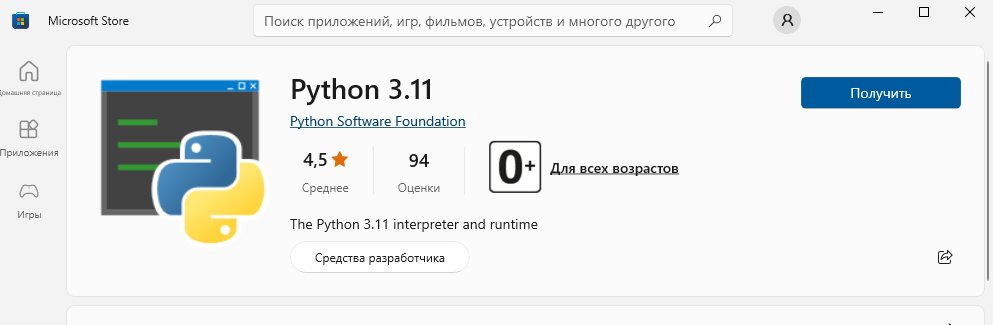 Microsoft Store
Поиск приложений, игр, фильмов, устройств и многого другого
Домашняя страница
Приложения
Игры
Python 3.11
Получить
Python Software Foundation
4,5
94
0+
Для всех возрастов
Среднее
Оценки
The Python 3.11 interpreter and runtime
Средства разработчика